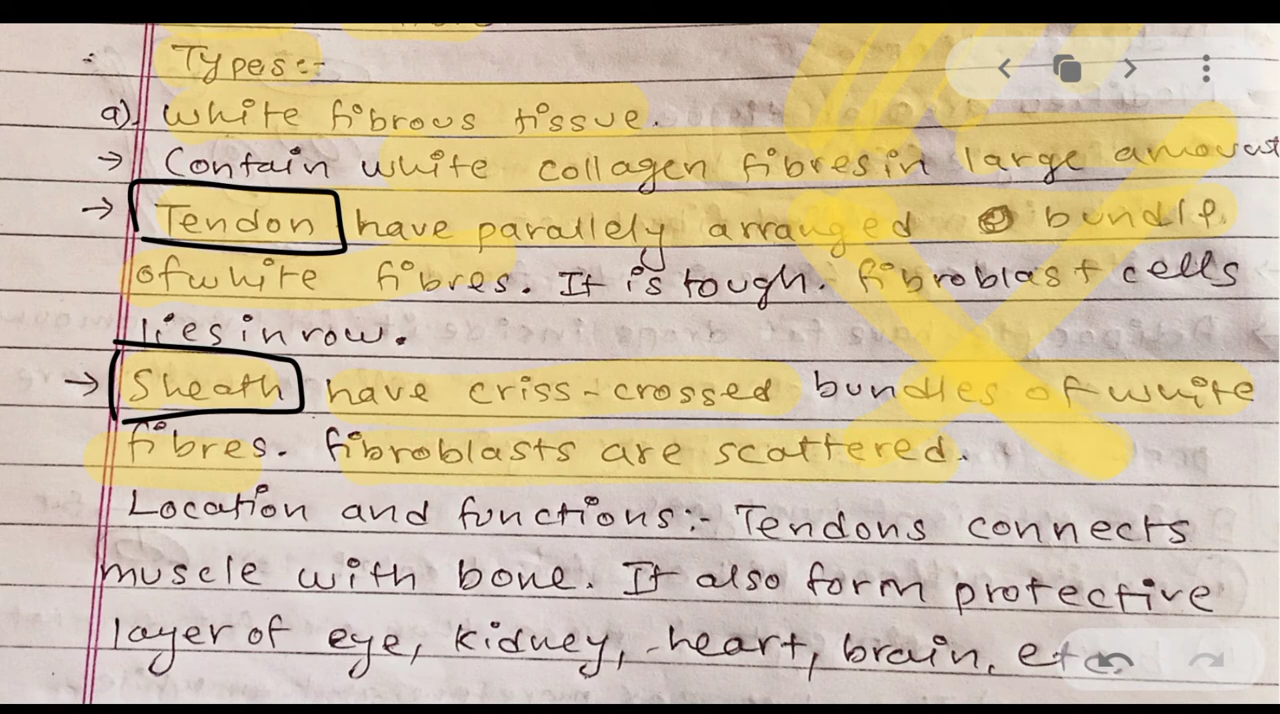 Types:-
a). White fibrous tissue.
→ Contain white collagen fibres in large amount
→ Tendon have parallely arranged bundle
of white fibres. It is tough. fibroblast cells
lies in row.
→ Sheath have criss-crossed bundles of white
fibres. fibroblasts are scattered.
Location and functions:- Tendons connects
muscle with bone. It also form protective
layer of eye, kidney, heart, brain, etc.